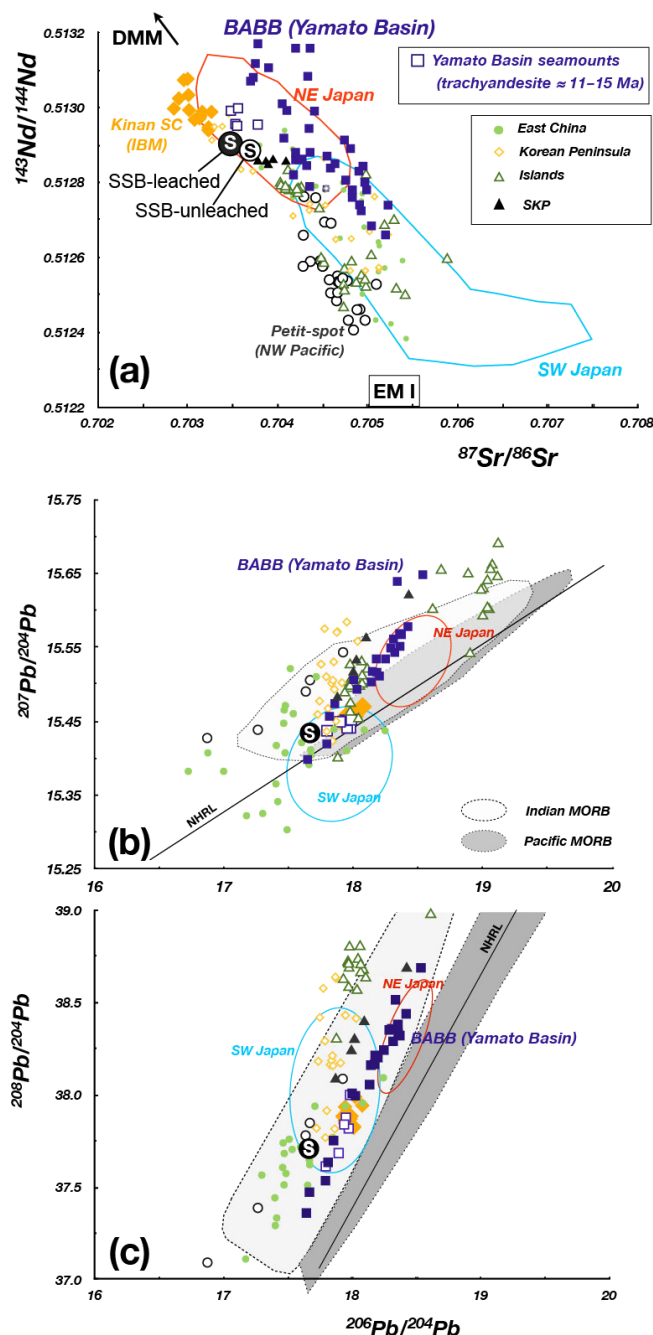 (a)
DMM
BABB (Yamato Basin)
NE Japan
Kinan SC
(IBM)
SSB-leached
SSB-unleached
S
S
Petit-spot
(NW Pacific)
EM I
SW Japan
Yamato Basin seamounts
(trachyandesite ≈ 11–15 Ma)
East China
Korean Peninsula
Islands
SKP
143Nd/144Nd
0.5132
0.5130
0.5128
0.5126
0.5124
0.5122
0.702
0.703
0.704
0.705
0.706
0.707
0.708
87Sr/86Sr
(b)
BABB (Yamato Basin)
NE Japan
S
SW Japan
NHRL
Indian MORB
Pacific MORB
207Pb/204Pb
15.75
15.65
15.55
15.45
15.35
15.25
16
17
18
19
20
(c)
NE Japan
NHRL
SW Japan
BABB (Yamato Basin)
S
208Pb/204Pb
39.0
38.5
38.0
37.5
37.0
16
17
18
19
20
206Pb/204Pb